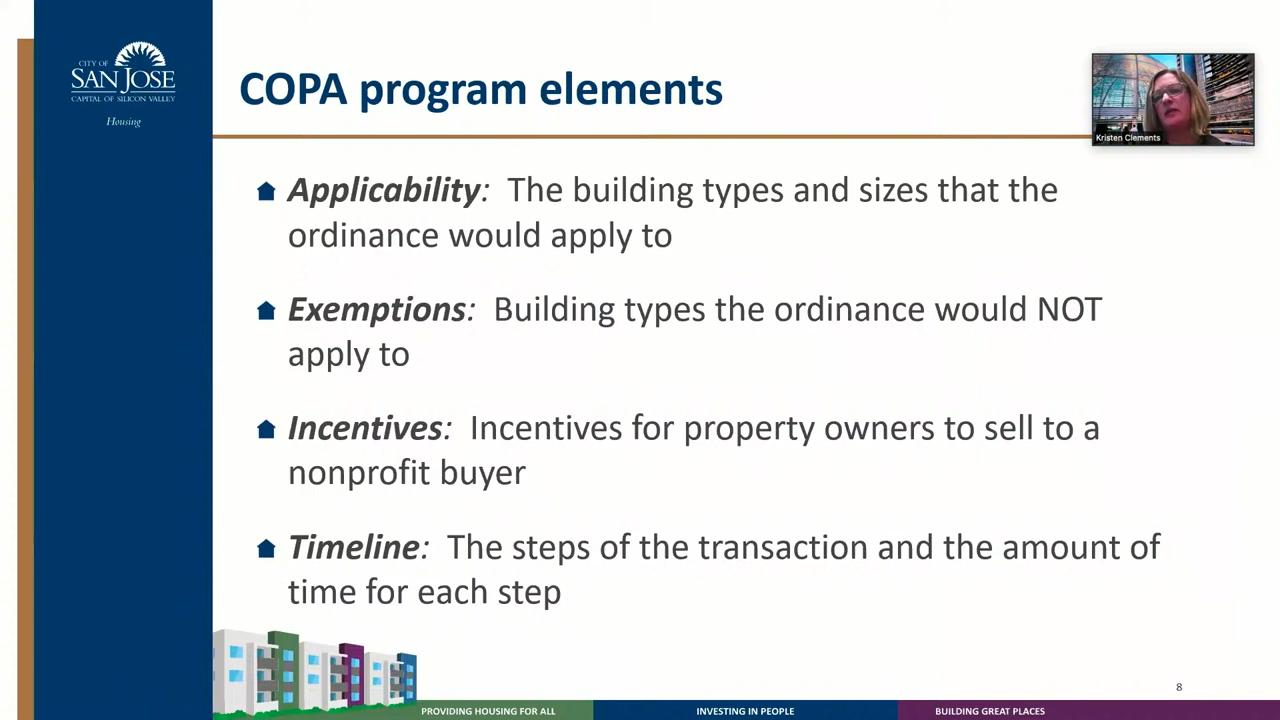 CITY OF
SAN JOSE
CAPITAL OF SILICON VALLEY
Housing
COPA program elements
Kristen Clements
Applicability:  The building types and sizes that the
ordinance would apply to
Exemptions:  Building types the ordinance would NOT
apply to
Incentives:  Incentives for property owners to sell to a
nonprofit buyer
Timeline:  The steps of the transaction and the amount of
time for each step
8
PROVIDING HOUSING FOR ALL
INVESTING IN PEOPLE
BUILDING GREAT PLACES